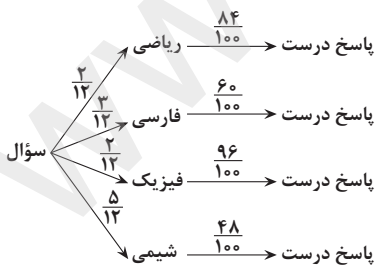 ریاضی ۸۴/۱۰۰ پاسخ درست
۲/۱۲
فارسی ۶۰/۱۰۰ پاسخ درست
۳/۱۲
سؤال
۲/۱۲
فیزیک ۹۶/۱۰۰ پاسخ درست
۵/۱۲
شیمی ۴۸/۱۰۰ پاسخ درست